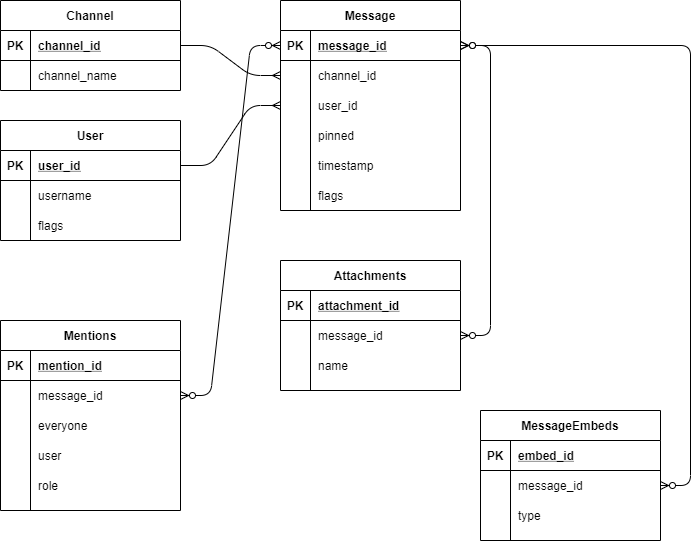 Channel
PK channel_id
channel_name
User
PK user_id
username
flags
Mentions
PK mention_id
message_id
everyone
user
role
Message
PK message_id
channel_id
user_id
pinned
timestamp
flags
Attachments
PK attachment_id
message_id
name
MessageEmbeds
PK embed_id
message_id
type